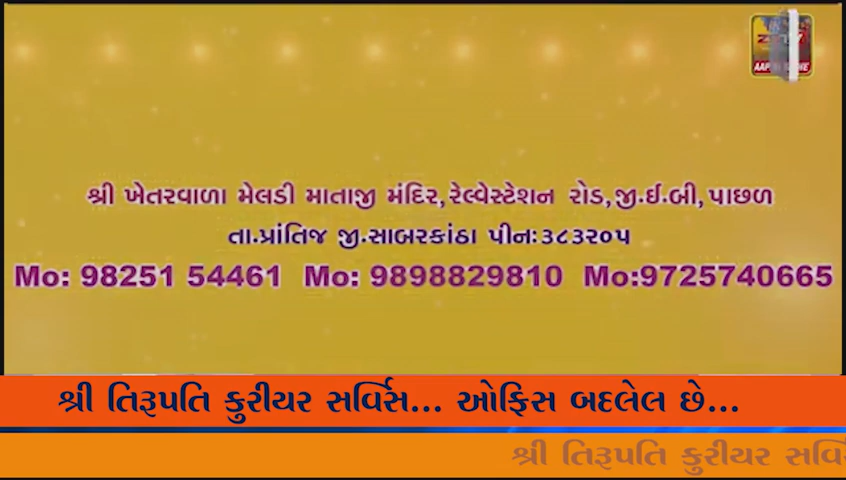 શ્રી ખેતરવાળા મેલડી માતાજી મંદિર,રેલ્વેસ્ટેશન રોડ,જી.ઈ.બી,પાછળ
તા.પ્રાંતિજ જી.સાબરકાંઠા પીનઃ૩૮૩૨૦૫
Mo: 98251 54461 Mo: 9898829810 Mo:9725740665
શ્રી તિરૂપતિ કુરીયર સર્વિસ... ઓફિસ બદલેલ છે...
શ્રી તિરૂપતિ કુરીયર